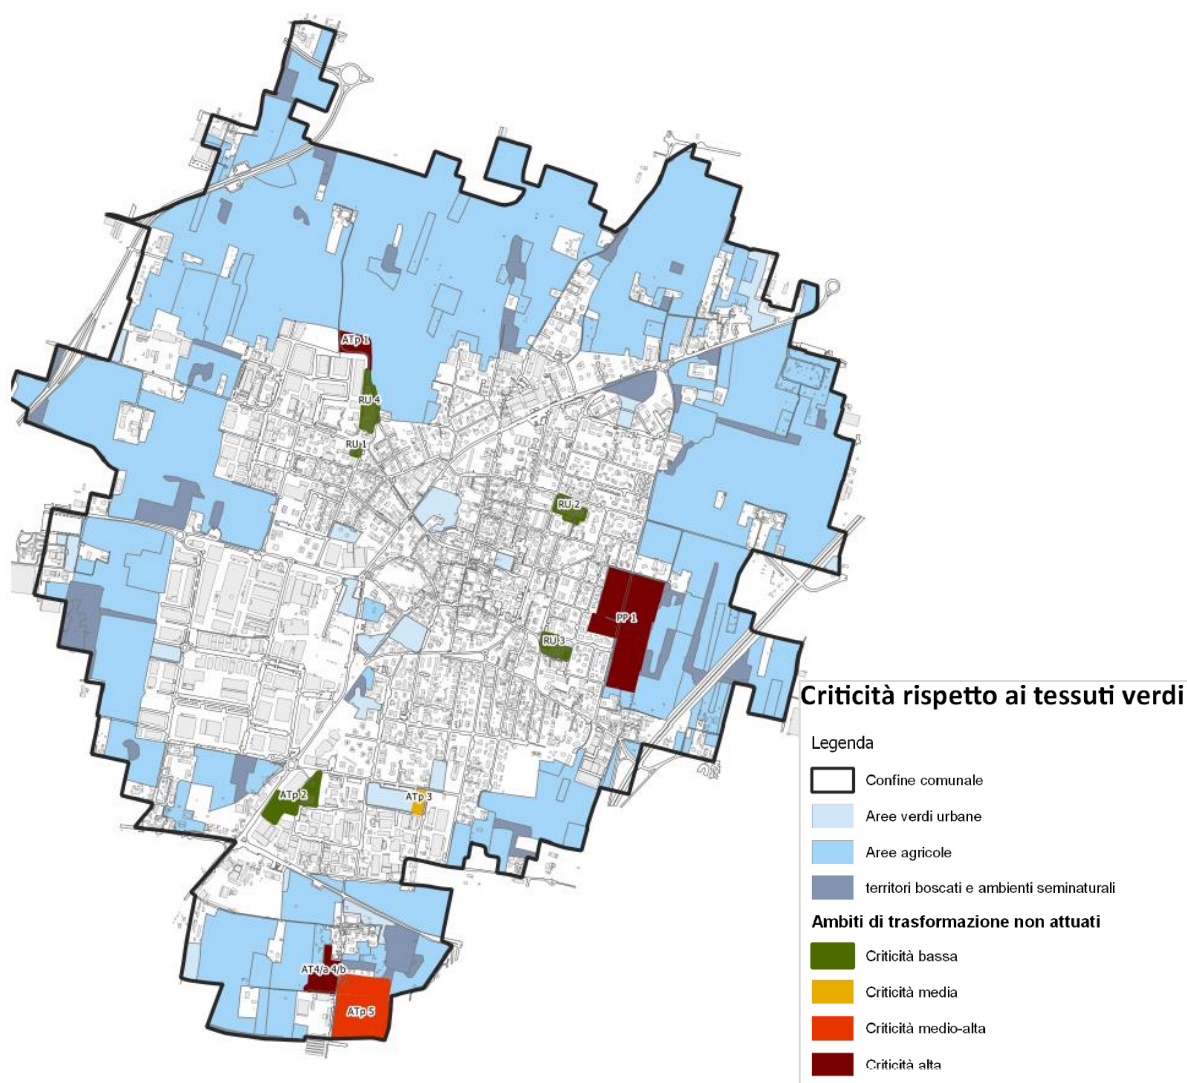 ATp 1
RU 4
RU 1
RU 2
PP 1
RU 3
ATp 2
ATp 3
AT4/a 4/b
ATp 5
Criticità rispetto ai tessuti verdi
Legenda
Confine comunale
Aree verdi urbane
Aree agricole
territori boscati e ambienti seminaturali
Ambiti di trasformazione non attuati
Criticità bassa
Criticità media
Criticità medio-alta
Criticità alta